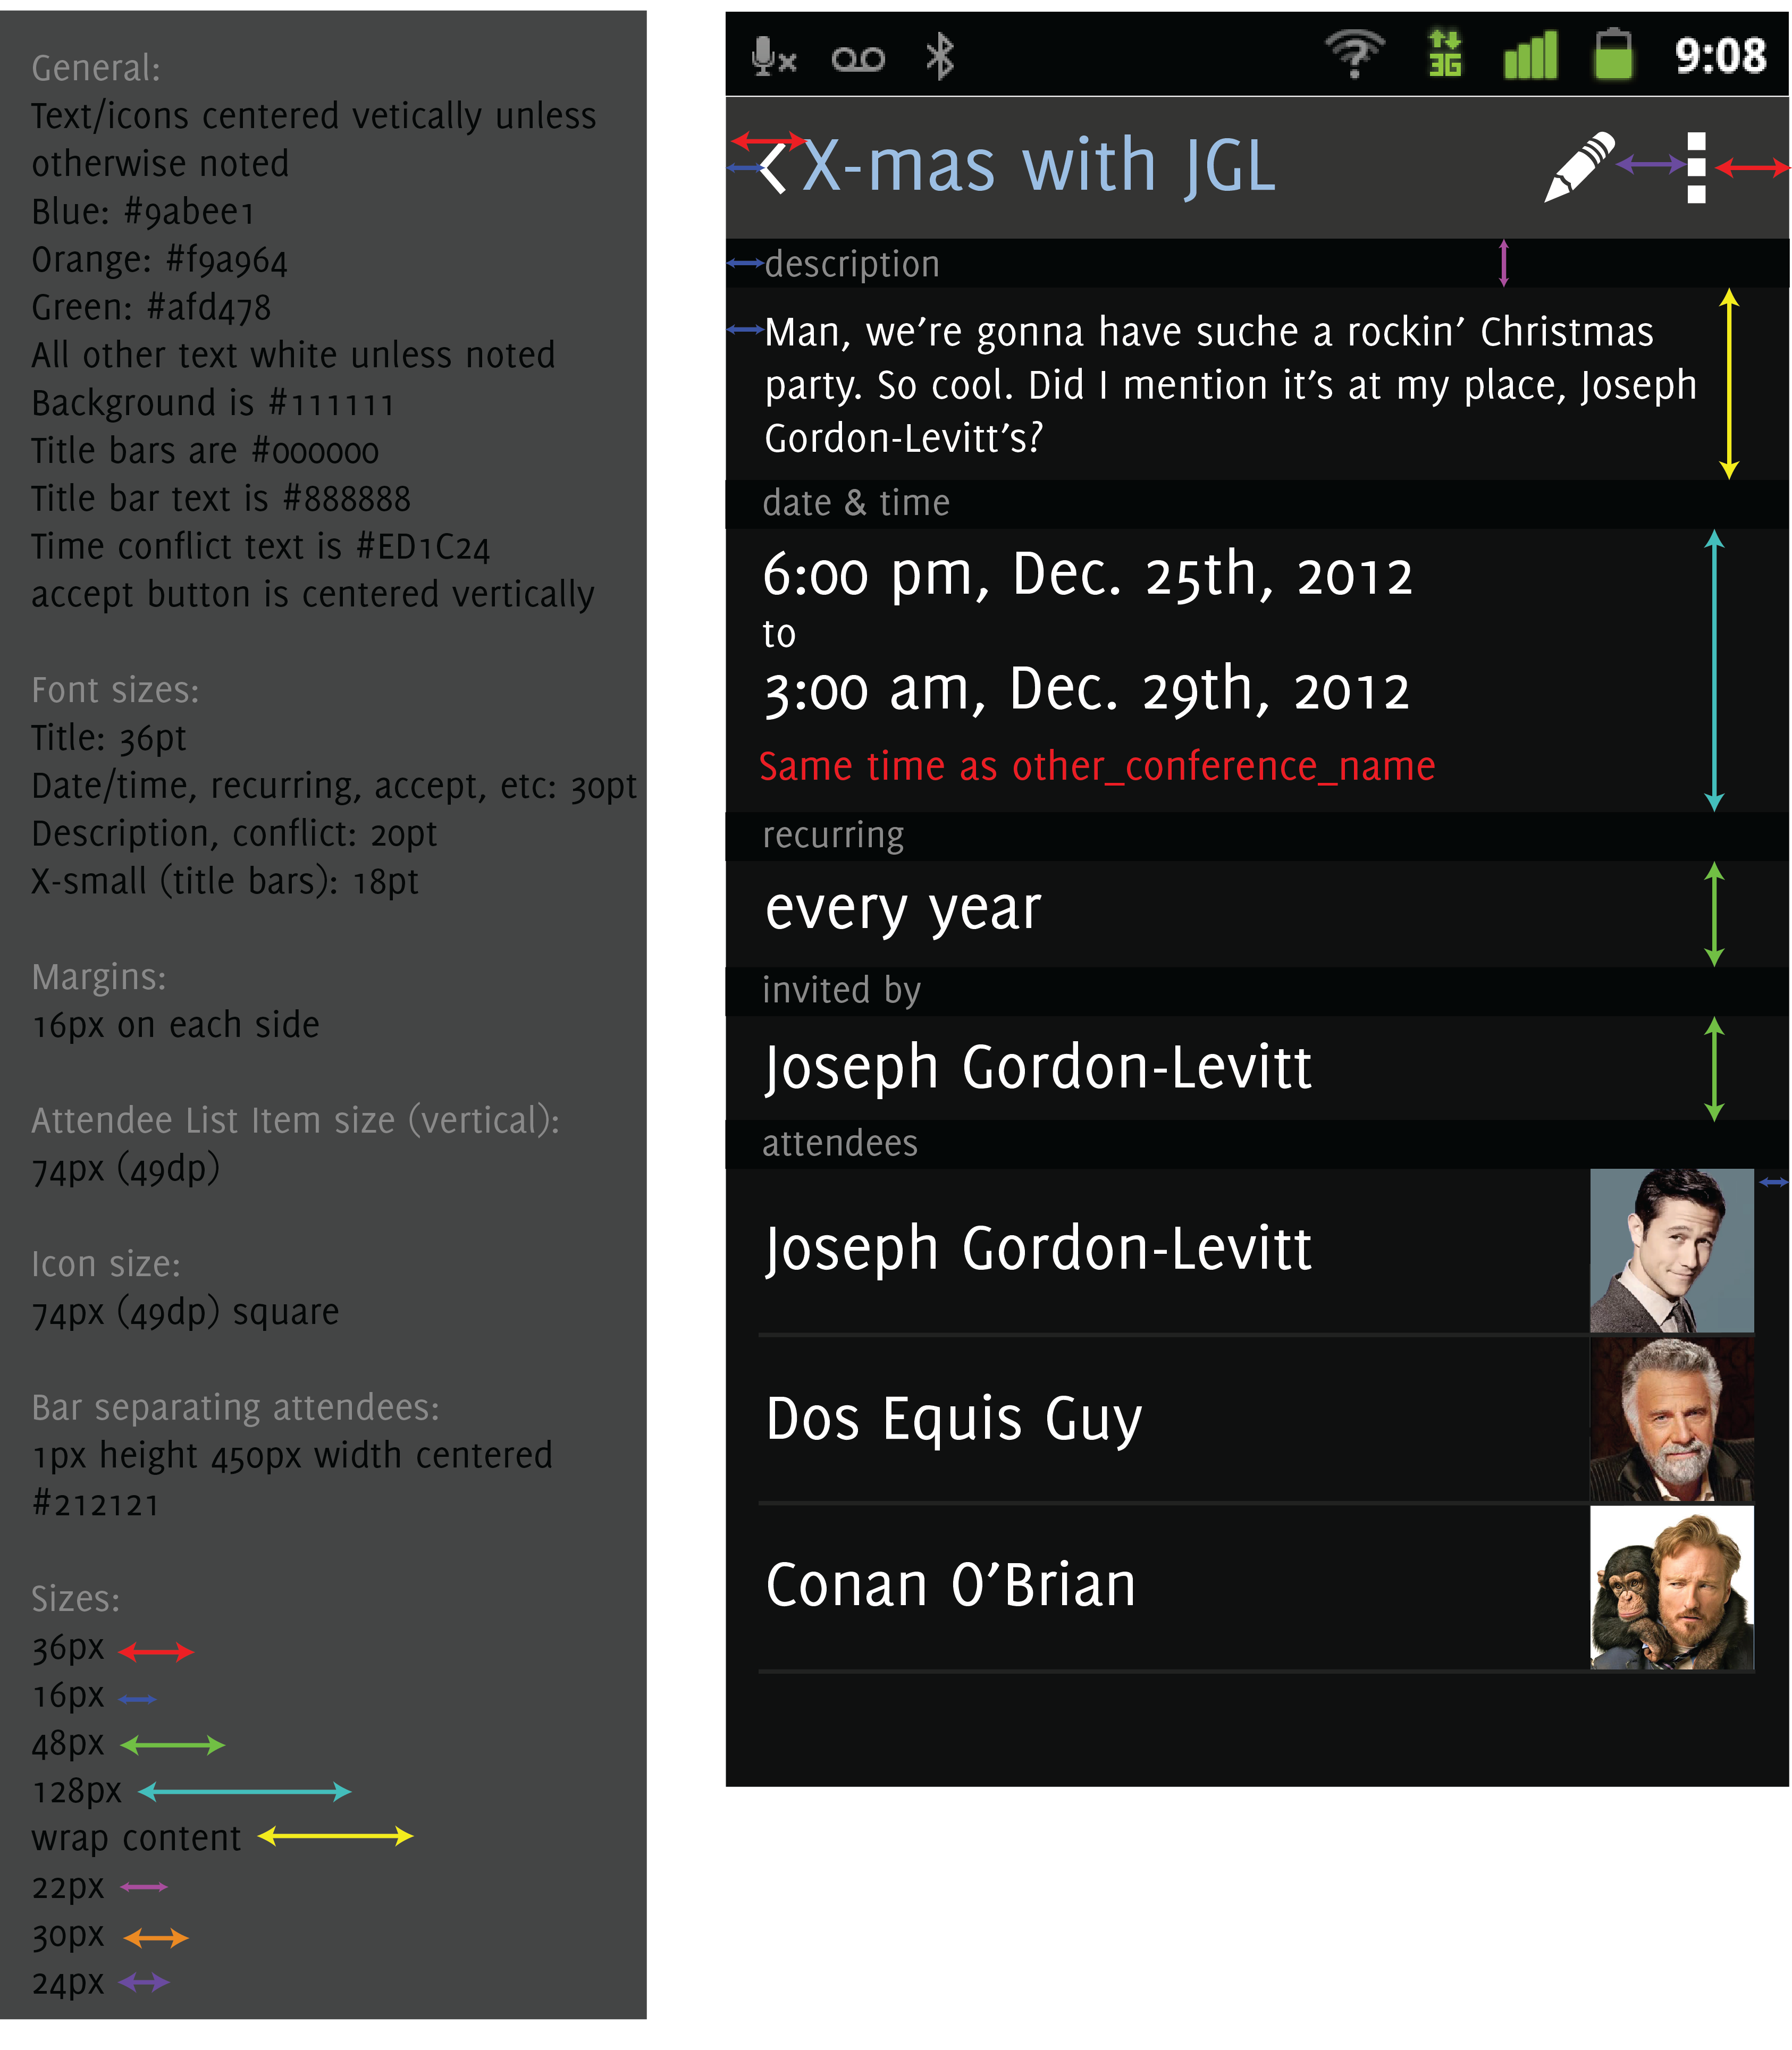 General:
Text/icons centered vetically unless
otherwise noted
Blue: #9abee1
Orange: #f9a964
Green: #afd478
All other text white unless noted
Background is #111111
Title bars are #000000
Title bar text is #888888
Time conflict text is #ED1C24
accept button is centered vertically
Font sizes:
Title: 36pt
Date/time, recurring, accept, etc: 30pt
Description, conflict: 20pt
X-small (title bars): 18pt
Margins:
16px on each side
Attendee List Item size (vertical):
74px (49dp)
Icon size:
74px (49dp) square
Bar separating attendees:
1px height 450px width centered
#212121
Sizes:
36px
16px
48px
128px
wrap content
22px
30px
24px
3G 9:08
X-mas with JGL
description
Man, we're gonna have suche a rockin' Christmas
party. So cool. Did I mention it's at my place, Joseph
Gordon-Levitt's?
date & time
6:00 pm, Dec. 25th, 2012
to
3:00 am, Dec. 29th, 2012
Same time as other_conference_name
recurring
every year
invited by
Joseph Gordon-Levitt
attendees
Joseph Gordon-Levitt
Dos Equis Guy
Conan O'Brian